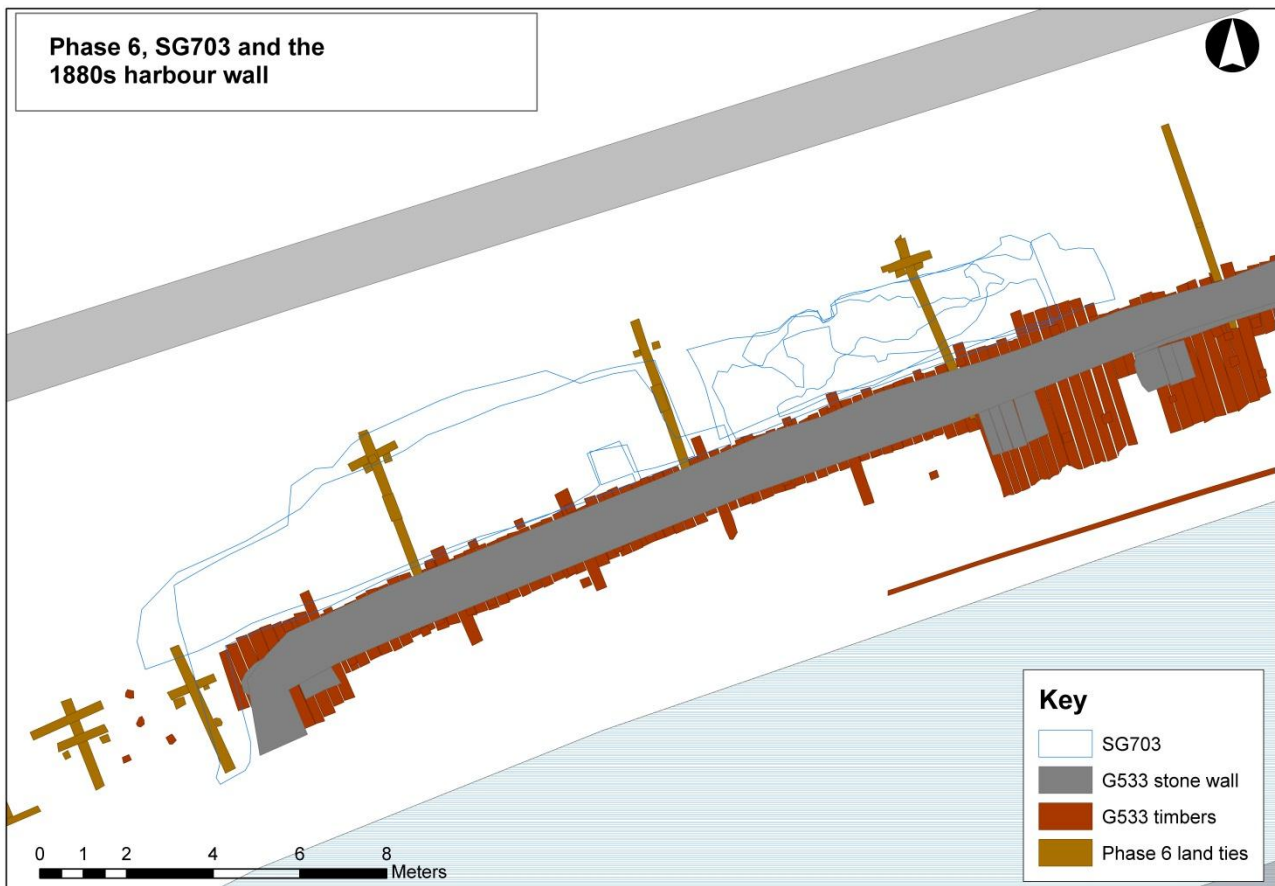 Phase 6, SG703 and the
1880s harbour wall
Key
SG703
G533 stone wall
G533 timbers
Phase 6 land ties
0 1 2 4 6 8
Meters